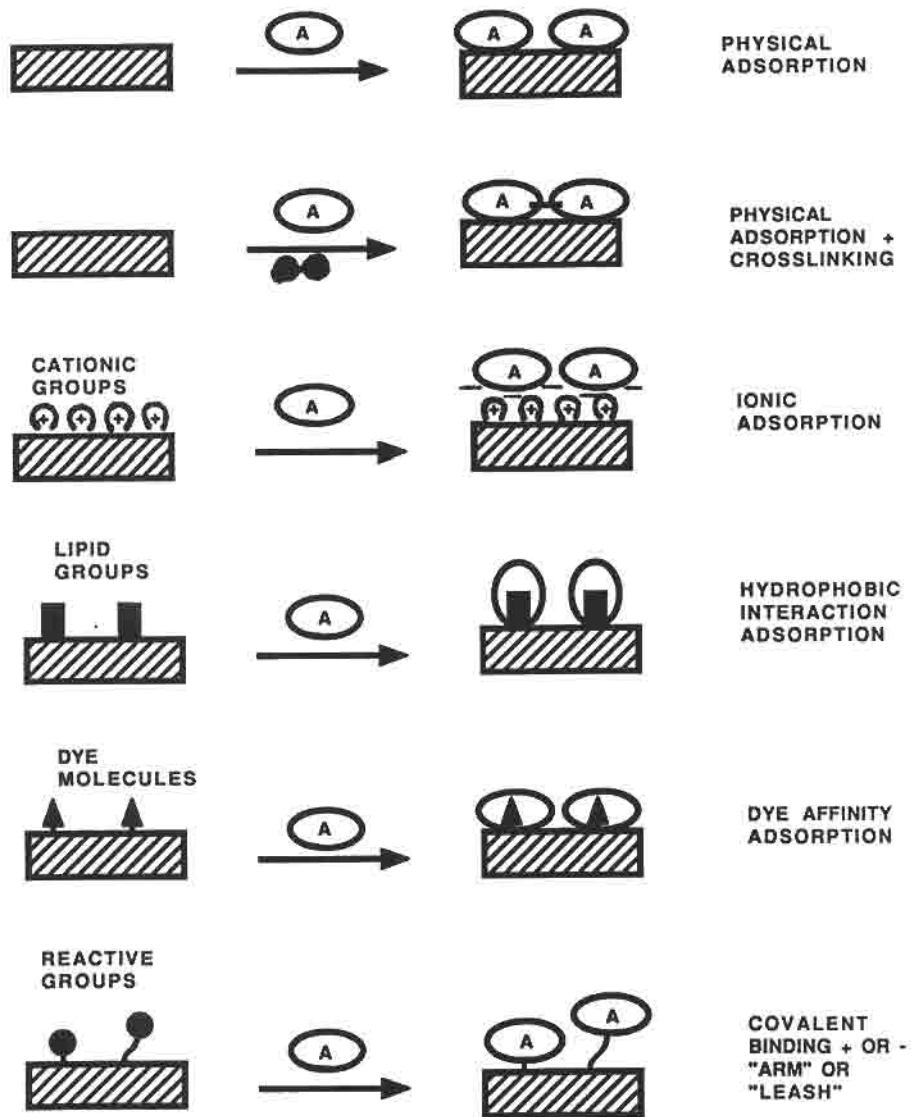 A
A
A
PHYSICAL
ADSORPTION
A
A
A
PHYSICAL
ADSORPTION +
CROSSLINKING
CATIONIC
GROUPS
+ + + +
A
A
A
+ + + +
IONIC
ADSORPTION
LIPID
GROUPS
A
HYDROPHOBIC
INTERACTION
ADSORPTION
DYE
MOLECULES
A
DYE AFFINITY
ADSORPTION
REACTIVE
GROUPS
A
A
A
COVALENT
BINDING + OR -
"ARM" OR
"LEASH"